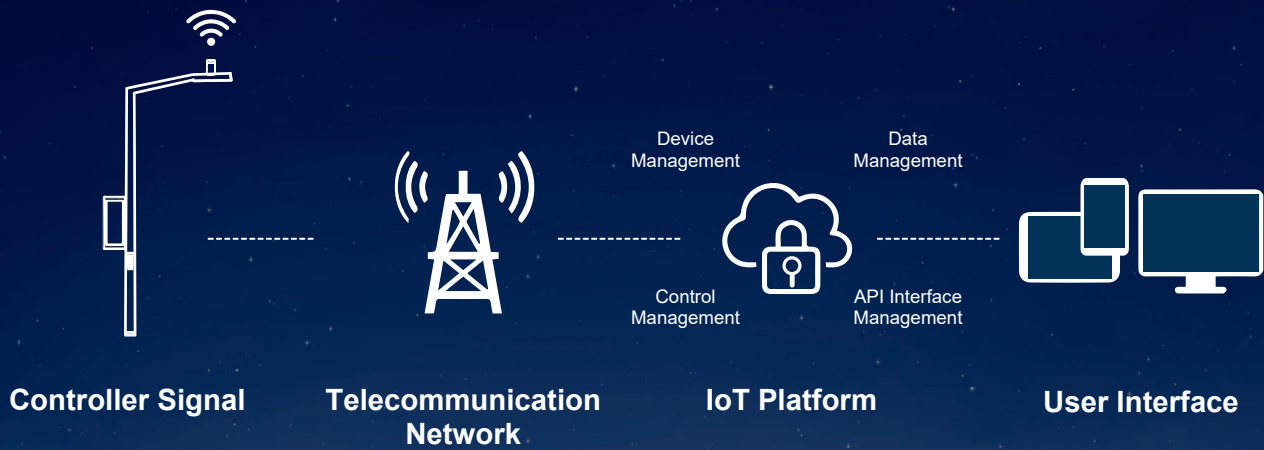 Device
Management
Data
Management
Control
Management
API Interface
Management
Controller Signal
Telecommunication
Network
IoT Platform
User Interface